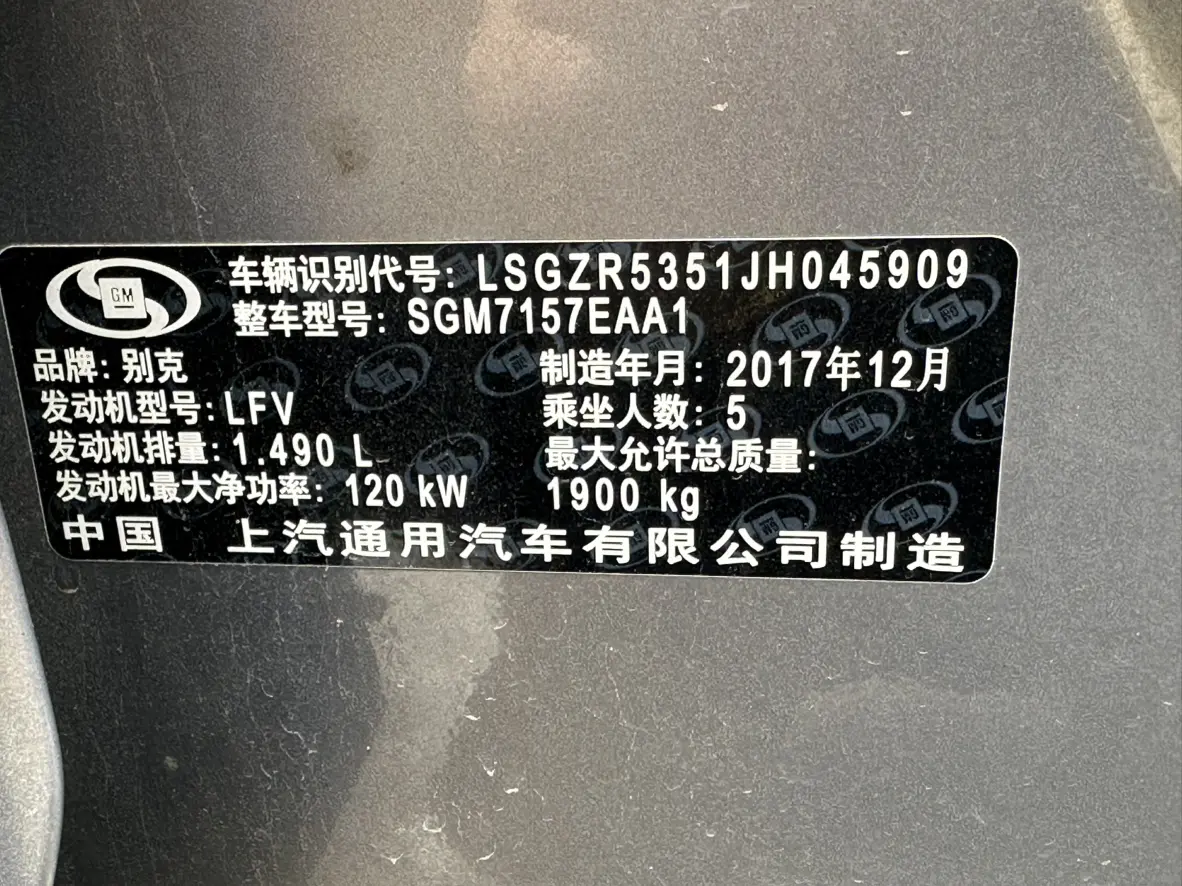 GM
车辆识别代号: LSGZR5351JH045909
整车型号: SGM7157EAA1
品牌: 别克
制造年月: 2017年12月
发动机型号: LFV
乘坐人数: 5
发动机排量: 1.490 L
最大允许总质量:
发动机最大净功率: 120 kW
1900 kg
中国 上汽通用汽车有限公司制造